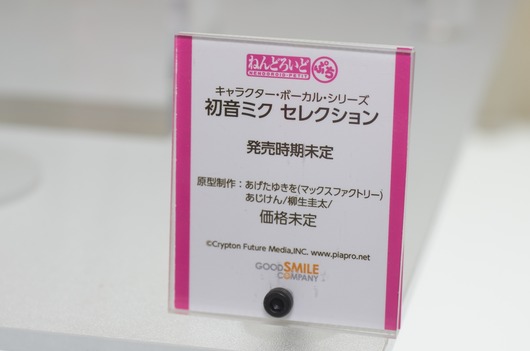 ねんどろいど ぷち
NENDOROID PETIT
キャラクター・ボーカル・シリーズ
初音ミク セレクション
発売時期未定
原型制作：あげたゆきを(マックスファクトリー)
あじけん/柳生圭太/
価格未定
©Crypton Future Media,INC. www.piapro.net
GOOD SMILE
COMPANY